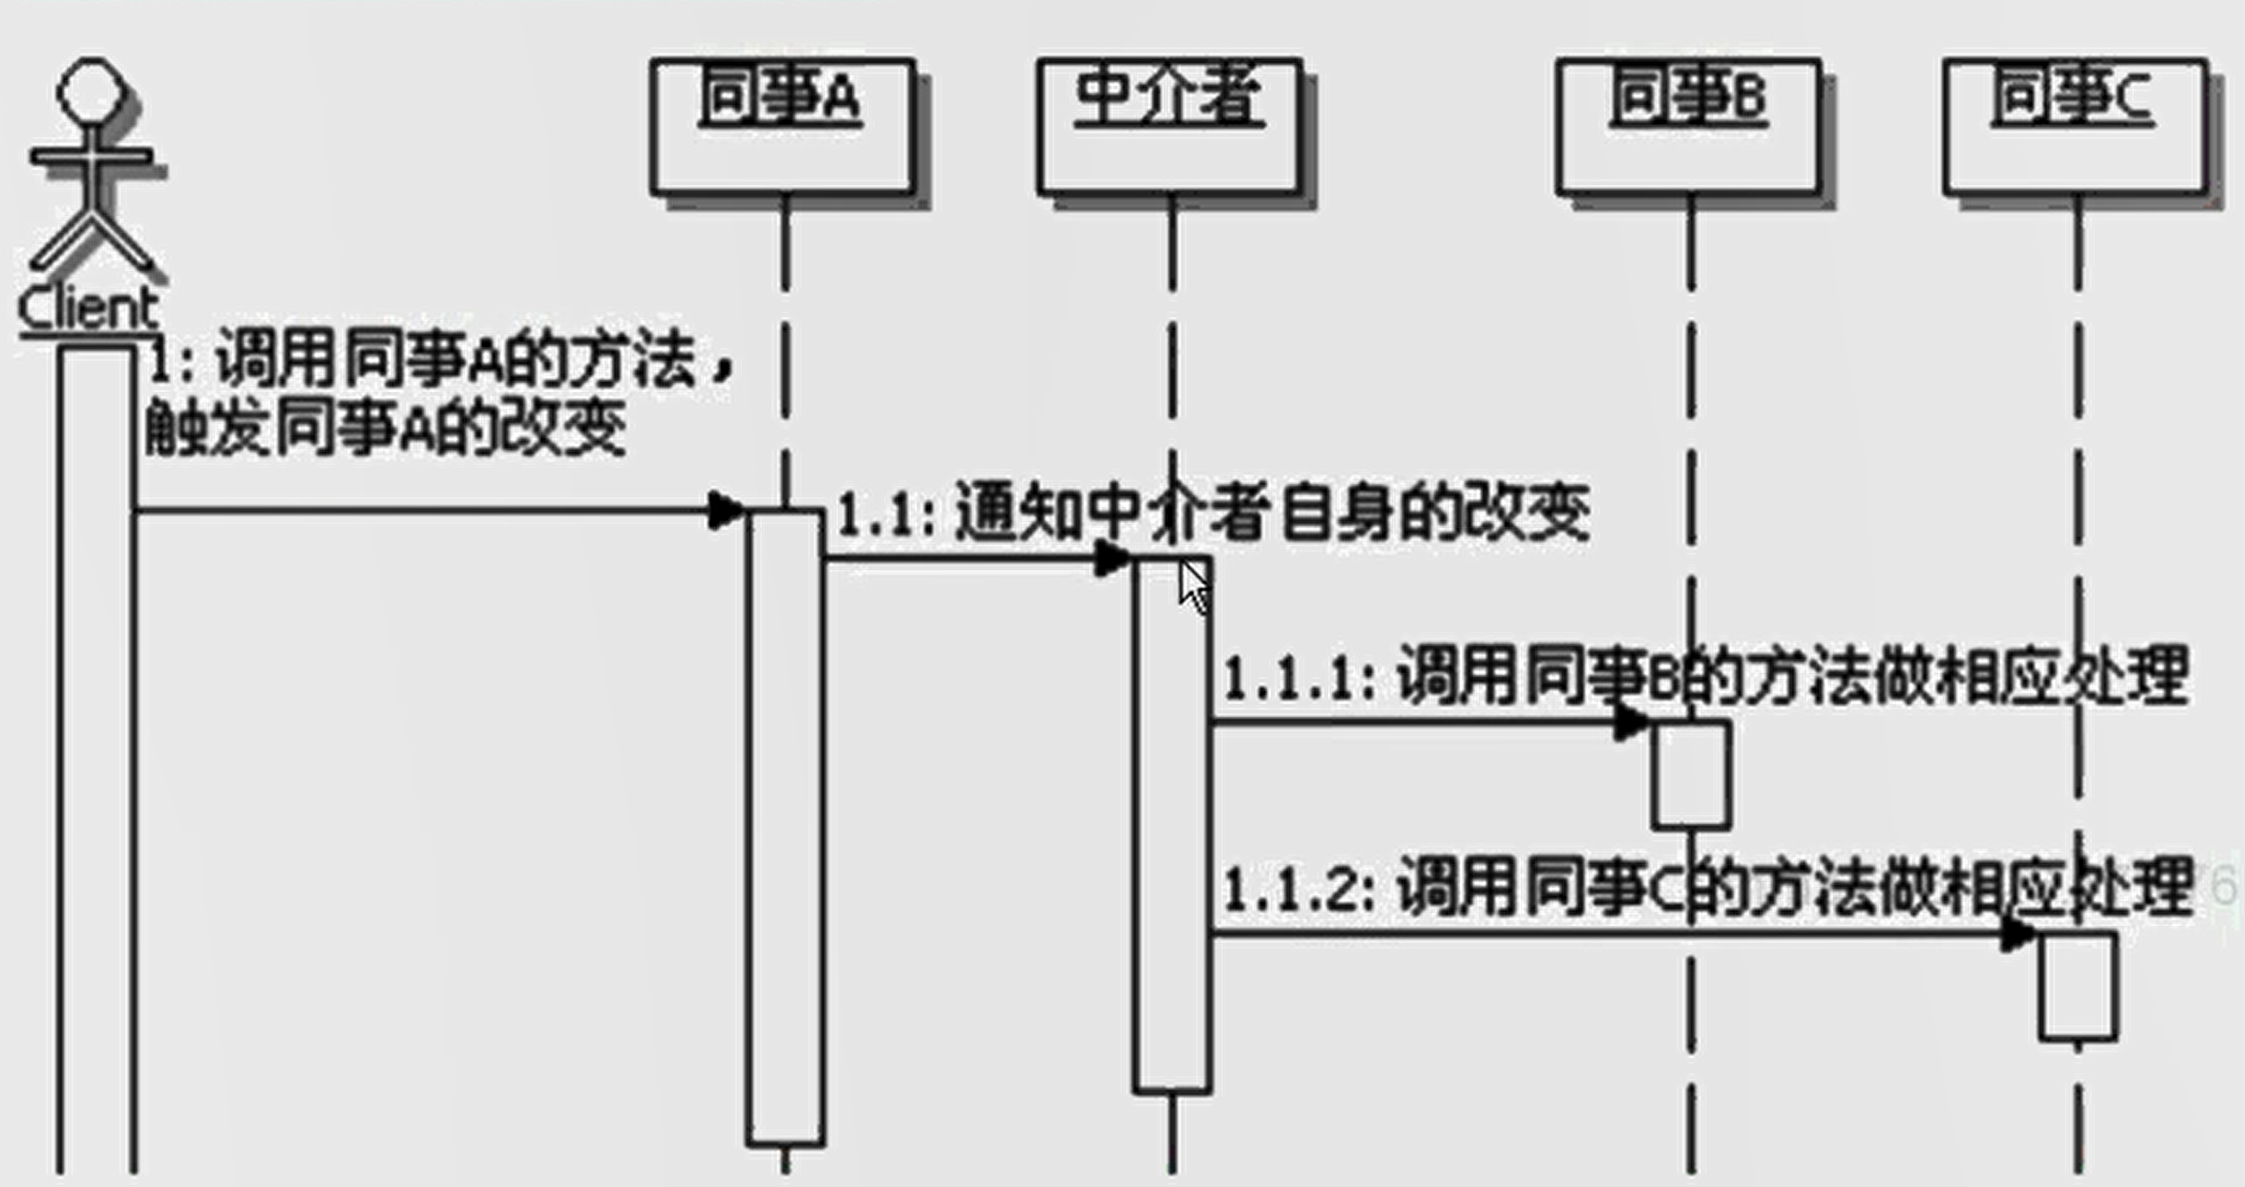 同事A
中介者
同事B
同事C
Client
1: 调用同事A的方法，
触发同事A的改变
1.1: 通知中介者自身的改变
1.1.1: 调用同事B的方法做相应处理
1.1.2: 调用同事C的方法做相应处理